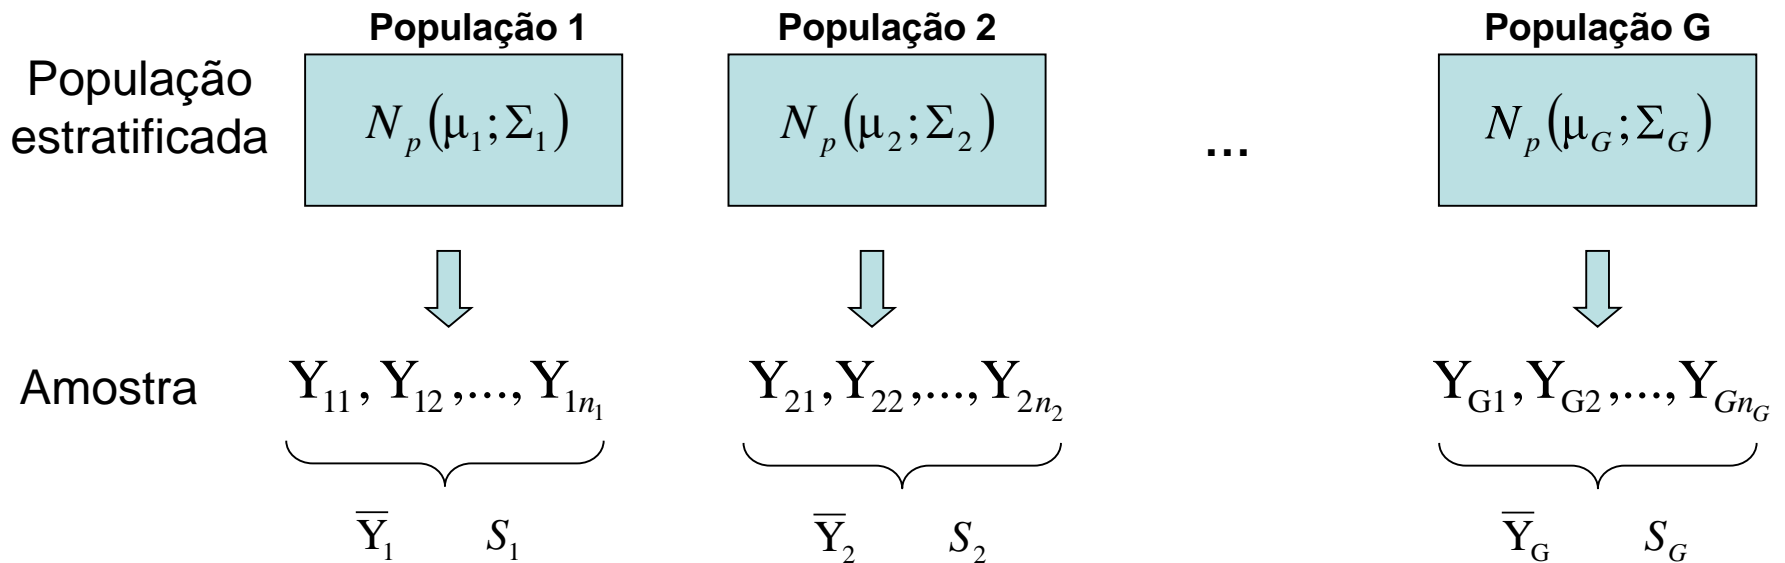 População 1 População 2 População G
População estratificada
N_p(μ_1;Σ_1) N_p(μ_2;Σ_2) ... N_p(μ_G;Σ_G)
Amostra Y_11, Y_12,..., Y_1n_1 Y_21, Y_22,..., Y_2n_2 Y_G1, Y_G2,..., Y_Gn_G
Ȳ_1 S_1 Ȳ_2 S_2 Ȳ_G S_G